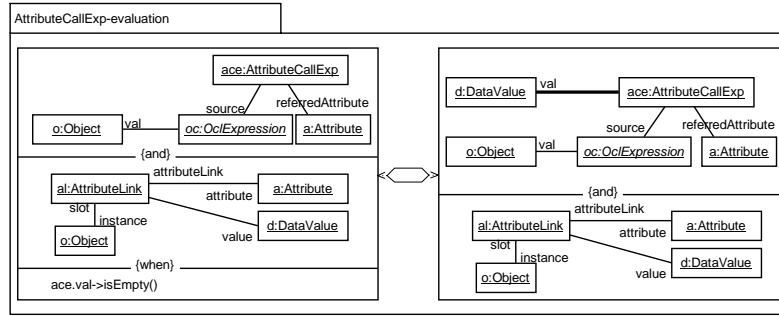 AttributeCallExp-evaluation
ace:AttributeCallExp
source
referredAttribute
o:Object
val
oc:OclExpression
a:Attribute
{and}
attributeLink
al:AttributeLink
a:Attribute
attribute
slot
instance
d:DataValue
value
o:Object
{when}
ace.val->isEmpty()
val
d:DataValue
ace:AttributeCallExp
source
referredAttribute
o:Object
val
oc:OclExpression
a:Attribute
{and}
attributeLink
al:AttributeLink
a:Attribute
attribute
slot
instance
d:DataValue
value
o:Object